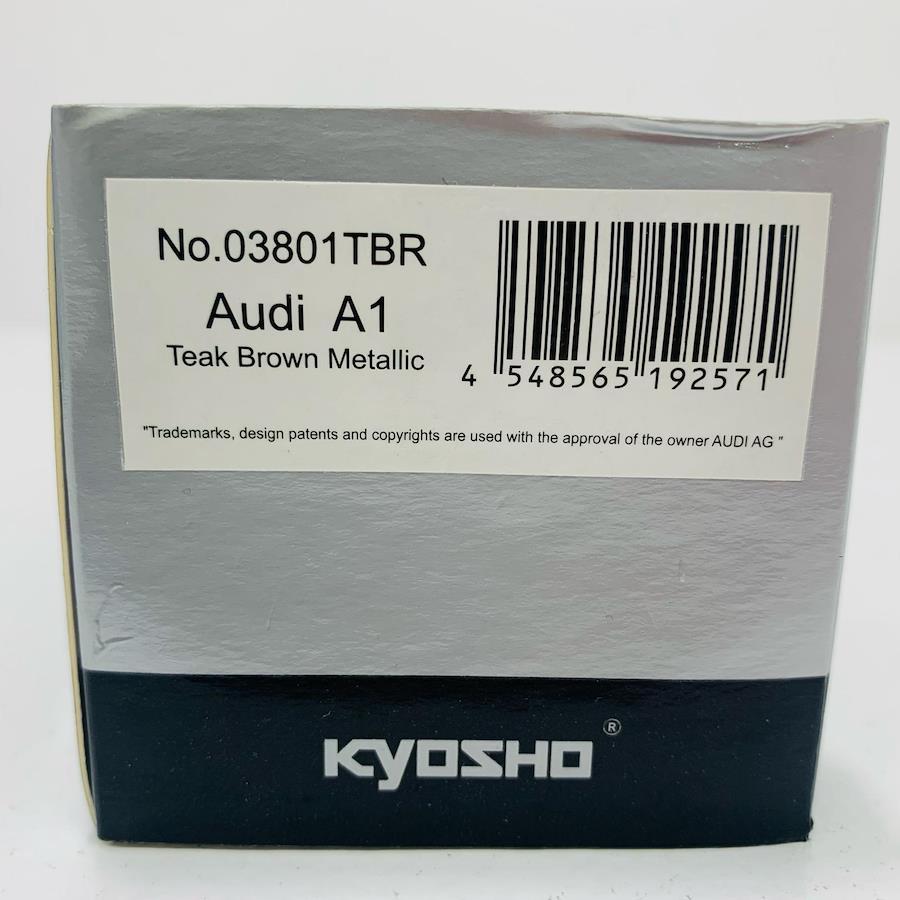 No.03801TBR
Audi A1
Teak Brown Metallic
4 548565 192571
"Trademarks, design patents and copyrights are used with the approval of the owner AUDI AG "
KYOSHO®